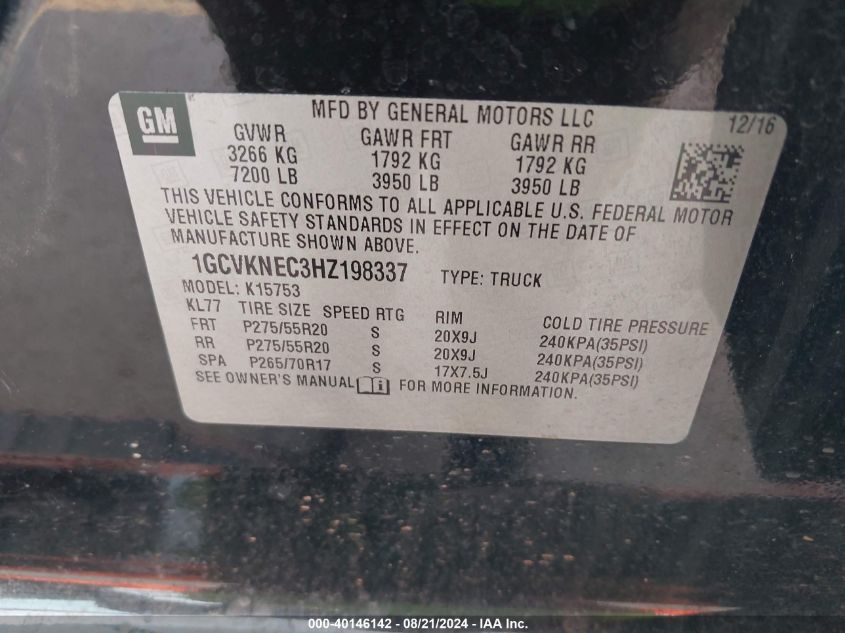 GM
MFD BY GENERAL MOTORS LLC
12/16
GVWR GAWR FRT GAWR RR
3266 KG 1792 KG 1792 KG
7200 LB 3950 LB 3950 LB
THIS VEHICLE CONFORMS TO ALL APPLICABLE U.S. FEDERAL MOTOR
VEHICLE SAFETY STANDARDS IN EFFECT ON THE DATE OF
MANUFACTURE SHOWN ABOVE.
1GCVKNEC3HZ198337 TYPE: TRUCK
MODEL: K15753
KL77 TIRE SIZE SPEED RTG RIM COLD TIRE PRESSURE
FRT P275/55R20 S 20X9J 240KPA(35PSI)
RR P275/55R20 S 20X9J 240KPA(35PSI)
SPA P265/70R17 S 17X7.5J 240KPA(35PSI)
SEE OWNER'S MANUAL FOR MORE INFORMATION.
000-40146142 - 08/21/2024 - IAA Inc.